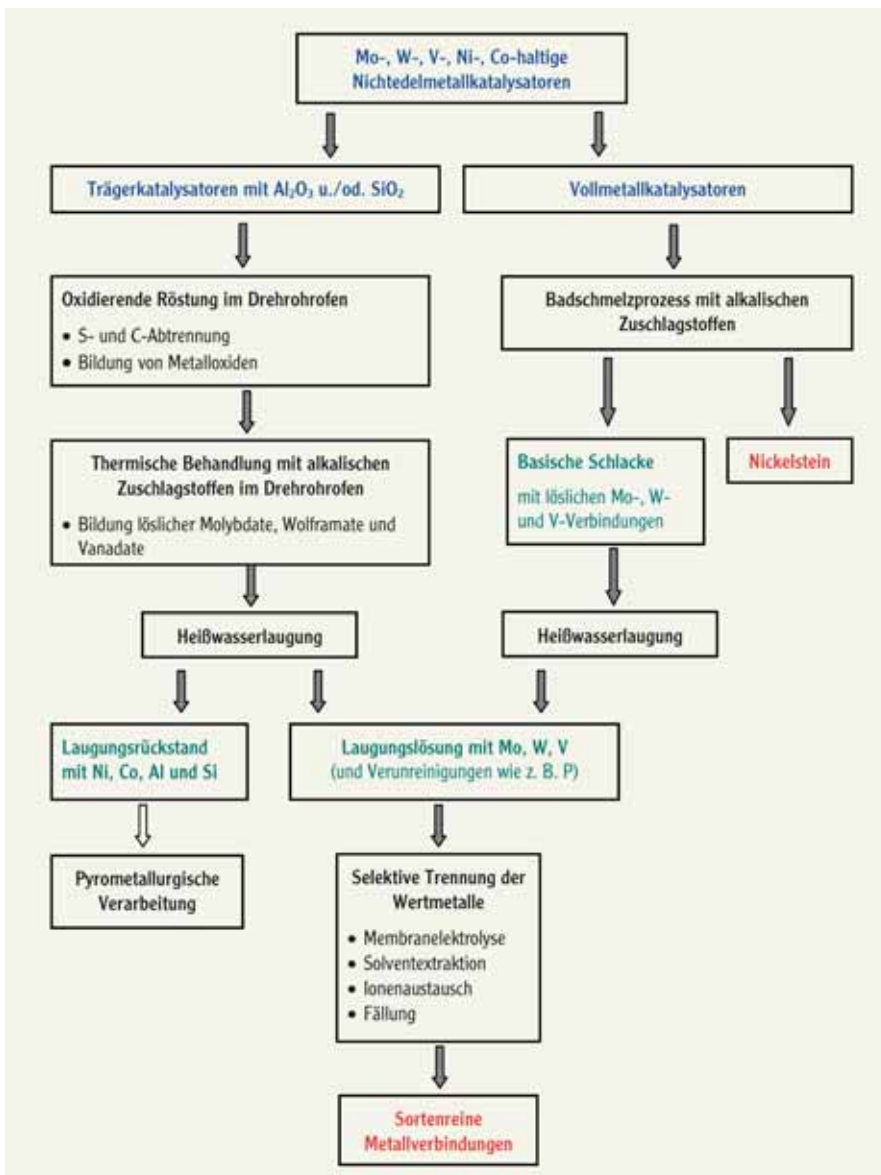 Mo-, W-, V-, Ni-, Co-haltige
Nichtedelmetallkatalysatoren
Trägerkatalysatoren mit Al₂O₃ u./od. SiO₂
Vollmetallkatalysatoren
Oxidierende Röstung im Drehrohrofen
• S- und C-Abtrennung
• Bildung von Metalloxiden
Badschmelzprozess mit alkalischen
Zuschlagstoffen
Thermische Behandlung mit alkalischen
Zuschlagstoffen im Drehrohrofen
• Bildung löslicher Molybdate, Wolframate und
Vanadate
Basische Schlacke
mit löslichen Mo-, W-
und V-Verbindungen
Nickelstein
Heißwasserlaugung
Heißwasserlaugung
Laugungsrückstand
mit Ni, Co, Al und Si
Laugungslösung mit Mo, W, V
(und Verunreinigungen wie z. B. P)
Pyrometallurgische
Verarbeitung
Selektive Trennung der
Wertmetalle
• Membranelektrolyse
• Solventextraktion
• Ionenaustausch
• Fällung
Sortenreine
Metallverbindungen